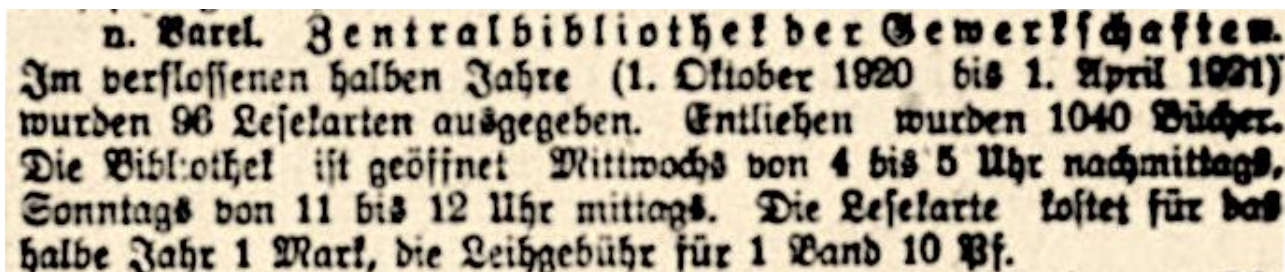 n. Varel. Zentralbibliothek der Gewerkschaften.
Im verflossenen halben Jahre (1. Oktober 1920 bis 1. April 1921)
wurden 96 Lesekarten ausgegeben. Entliehen wurden 1040 Bücher.
Die Bibliothek ist geöffnet Mittwochs von 4 bis 5 Uhr nachmittags,
Sonntags von 11 bis 12 Uhr mittags. Die Lesekarte kostet für das
halbe Jahr 1 Mark, die Leihgebühr für 1 Band 10 Pf.